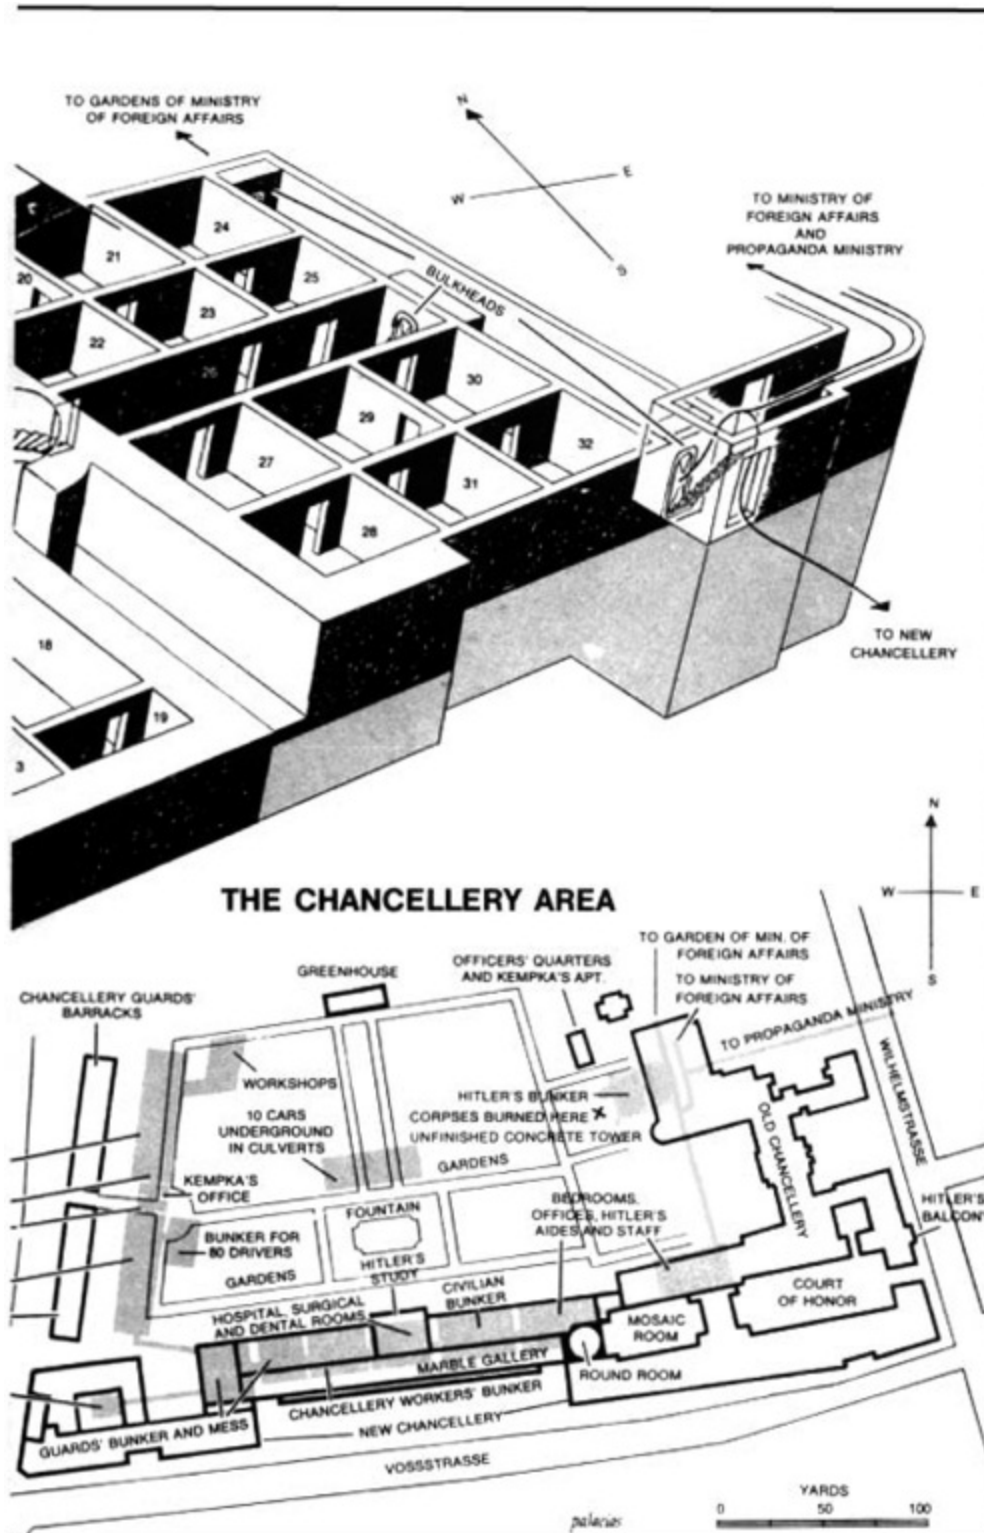 TO GARDENS OF MINISTRY
OF FOREIGN AFFAIRS
N
W
E
S
TO MINISTRY OF
FOREIGN AFFAIRS
AND
PROPAGANDA MINISTRY
BULKHEADS
24
21
25
20
23
22
26
30
29
32
27
31
28
18
19
3
TO NEW
CHANCELLERY
N
W
E
S
THE CHANCELLERY AREA
TO GARDEN OF MIN. OF
FOREIGN AFFAIRS
OFFICERS' QUARTERS
AND KEMPKA'S APT.
GREENHOUSE
TO MINISTRY OF
FOREIGN AFFAIRS
CHANCELLERY GUARDS'
BARRACKS
TO PROPAGANDA MINISTRY
WILHELMSTRASSE
WORKSHOPS
HITLER'S BUNKER
CORPSES BURNED HERE X
UNFINISHED CONCRETE TOWER
10 CARS
UNDERGROUND
IN CULVERTS
OLD CHANCELLERY
GARDENS
KEMPKA'S
OFFICE
BEDROOMS,
OFFICES, HITLER'S
AIDES AND STAFF
HITLER'S
BALCONY
FOUNTAIN
BUNKER FOR
80 DRIVERS
HITLER'S
STUDY
GARDENS
CIVILIAN
BUNKER
COURT
OF HONOR
HOSPITAL, SURGICAL
AND DENTAL ROOMS
MOSAIC
ROOM
MARBLE GALLERY
ROUND ROOM
CHANCELLERY WORKERS' BUNKER
NEW CHANCELLERY
GUARDS' BUNKER AND MESS
VOSSSTRASSE
YARDS
0 50 100
palacios